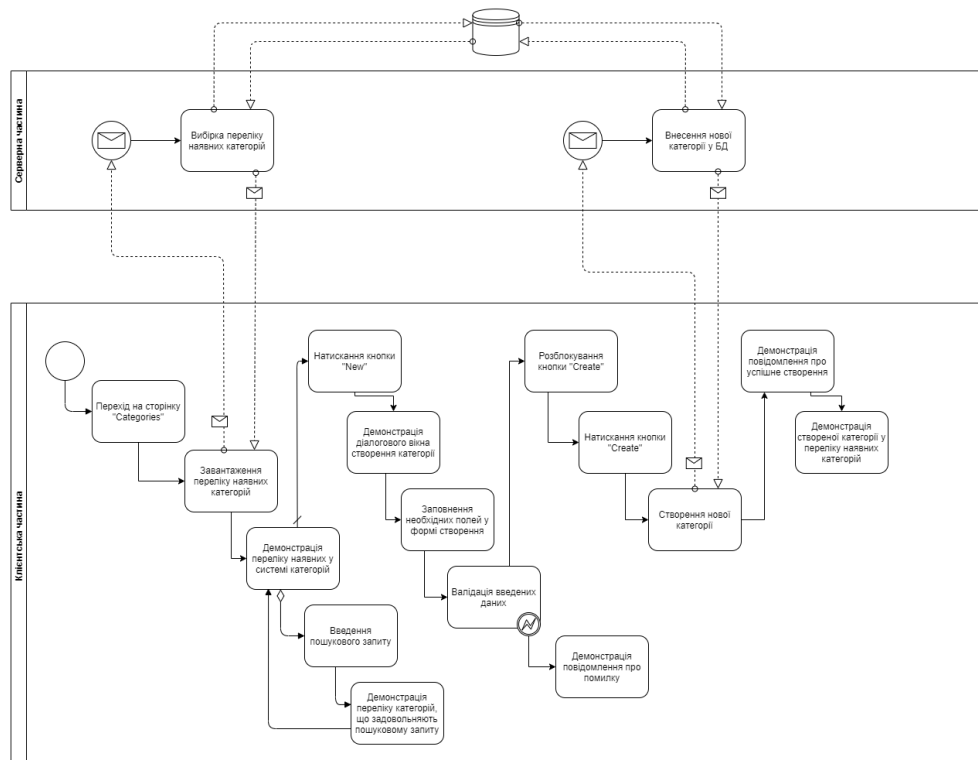 Серверна частина
Вибірка переліку
наявних категорій
Внесення нової
категорії у БД
Клієнтська частина
Перехід на сторінку
"Categories"
Завантаження
переліку наявних
категорій
Демонстрація
переліку наявних у
системі категорій
Введення
пошукового запиту
Демонстрація
переліку категорій,
що задовольняють
пошуковому запиту
Натискання кнопки
"New"
Демонстрація
діалогового вікна
створення категорії
Заповнення
необхідних полей у
формі створення
Валідація введених
даних
Демонстрація
повідомлення про
помилку
Розблокування
кнопки "Create"
Натискання кнопки
"Create"
Створення нової
категорії
Демонстрація
повідомлення про
успішне створення
Демонстрація
створеної категорії у
переліку наявних
категорій